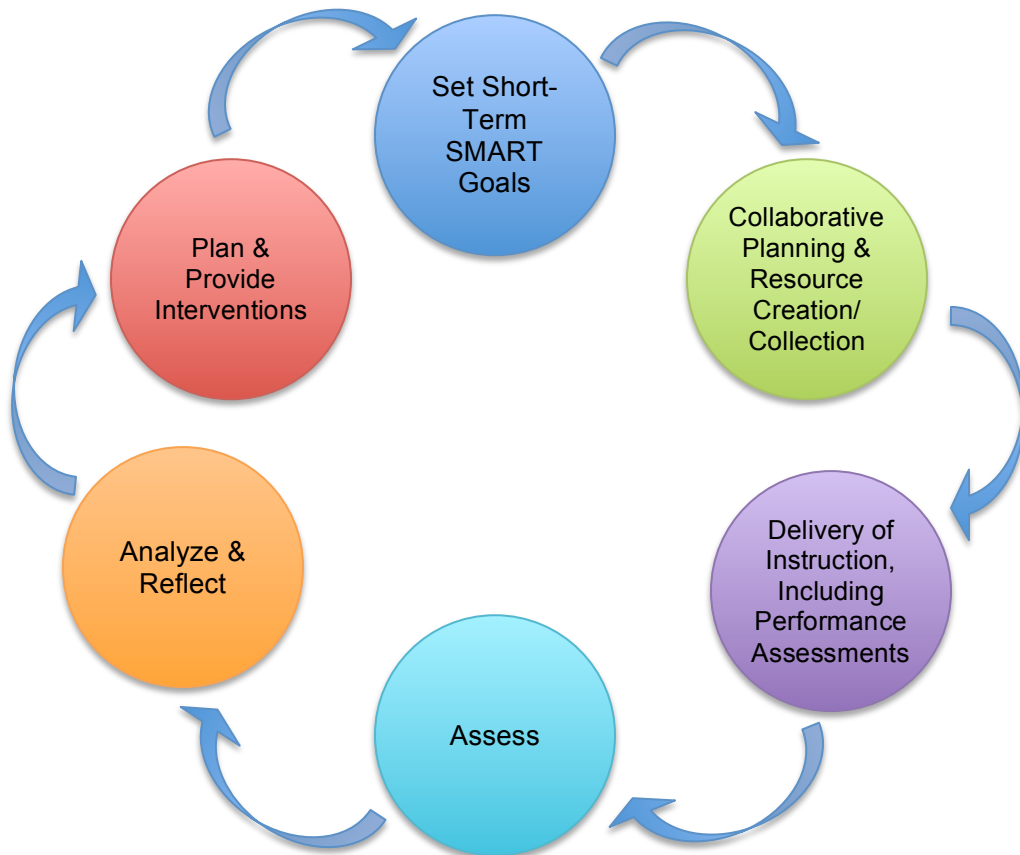 Set Short-
Term
SMART
Goals
Collaborative
Planning &
Resource
Creation/
Collection
Delivery of
Instruction,
Including
Performance
Assessments
Assess
Analyze &
Reflect
Plan &
Provide
Interventions